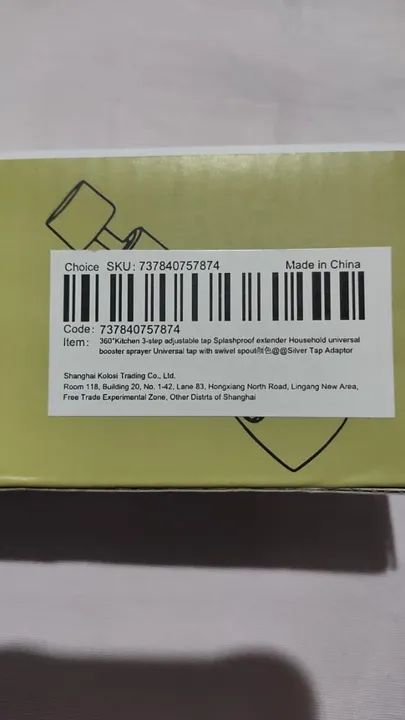 Choice SKU: 737840757874 Made in China
Code: 737840757874
Item: 360°Kitchen 3-step adjustable tap Splashproof extender Household universal
booster sprayer Universal tap with swivel spout颜色@@Silver Tap Adaptor
Shanghai Kolosi Trading Co., Ltd.
Room 118, Building 20, No. 1-42, Lane 83, Hongxiang North Road, Lingang New Area,
Free Trade Experimental Zone, Other Distrts of Shanghai